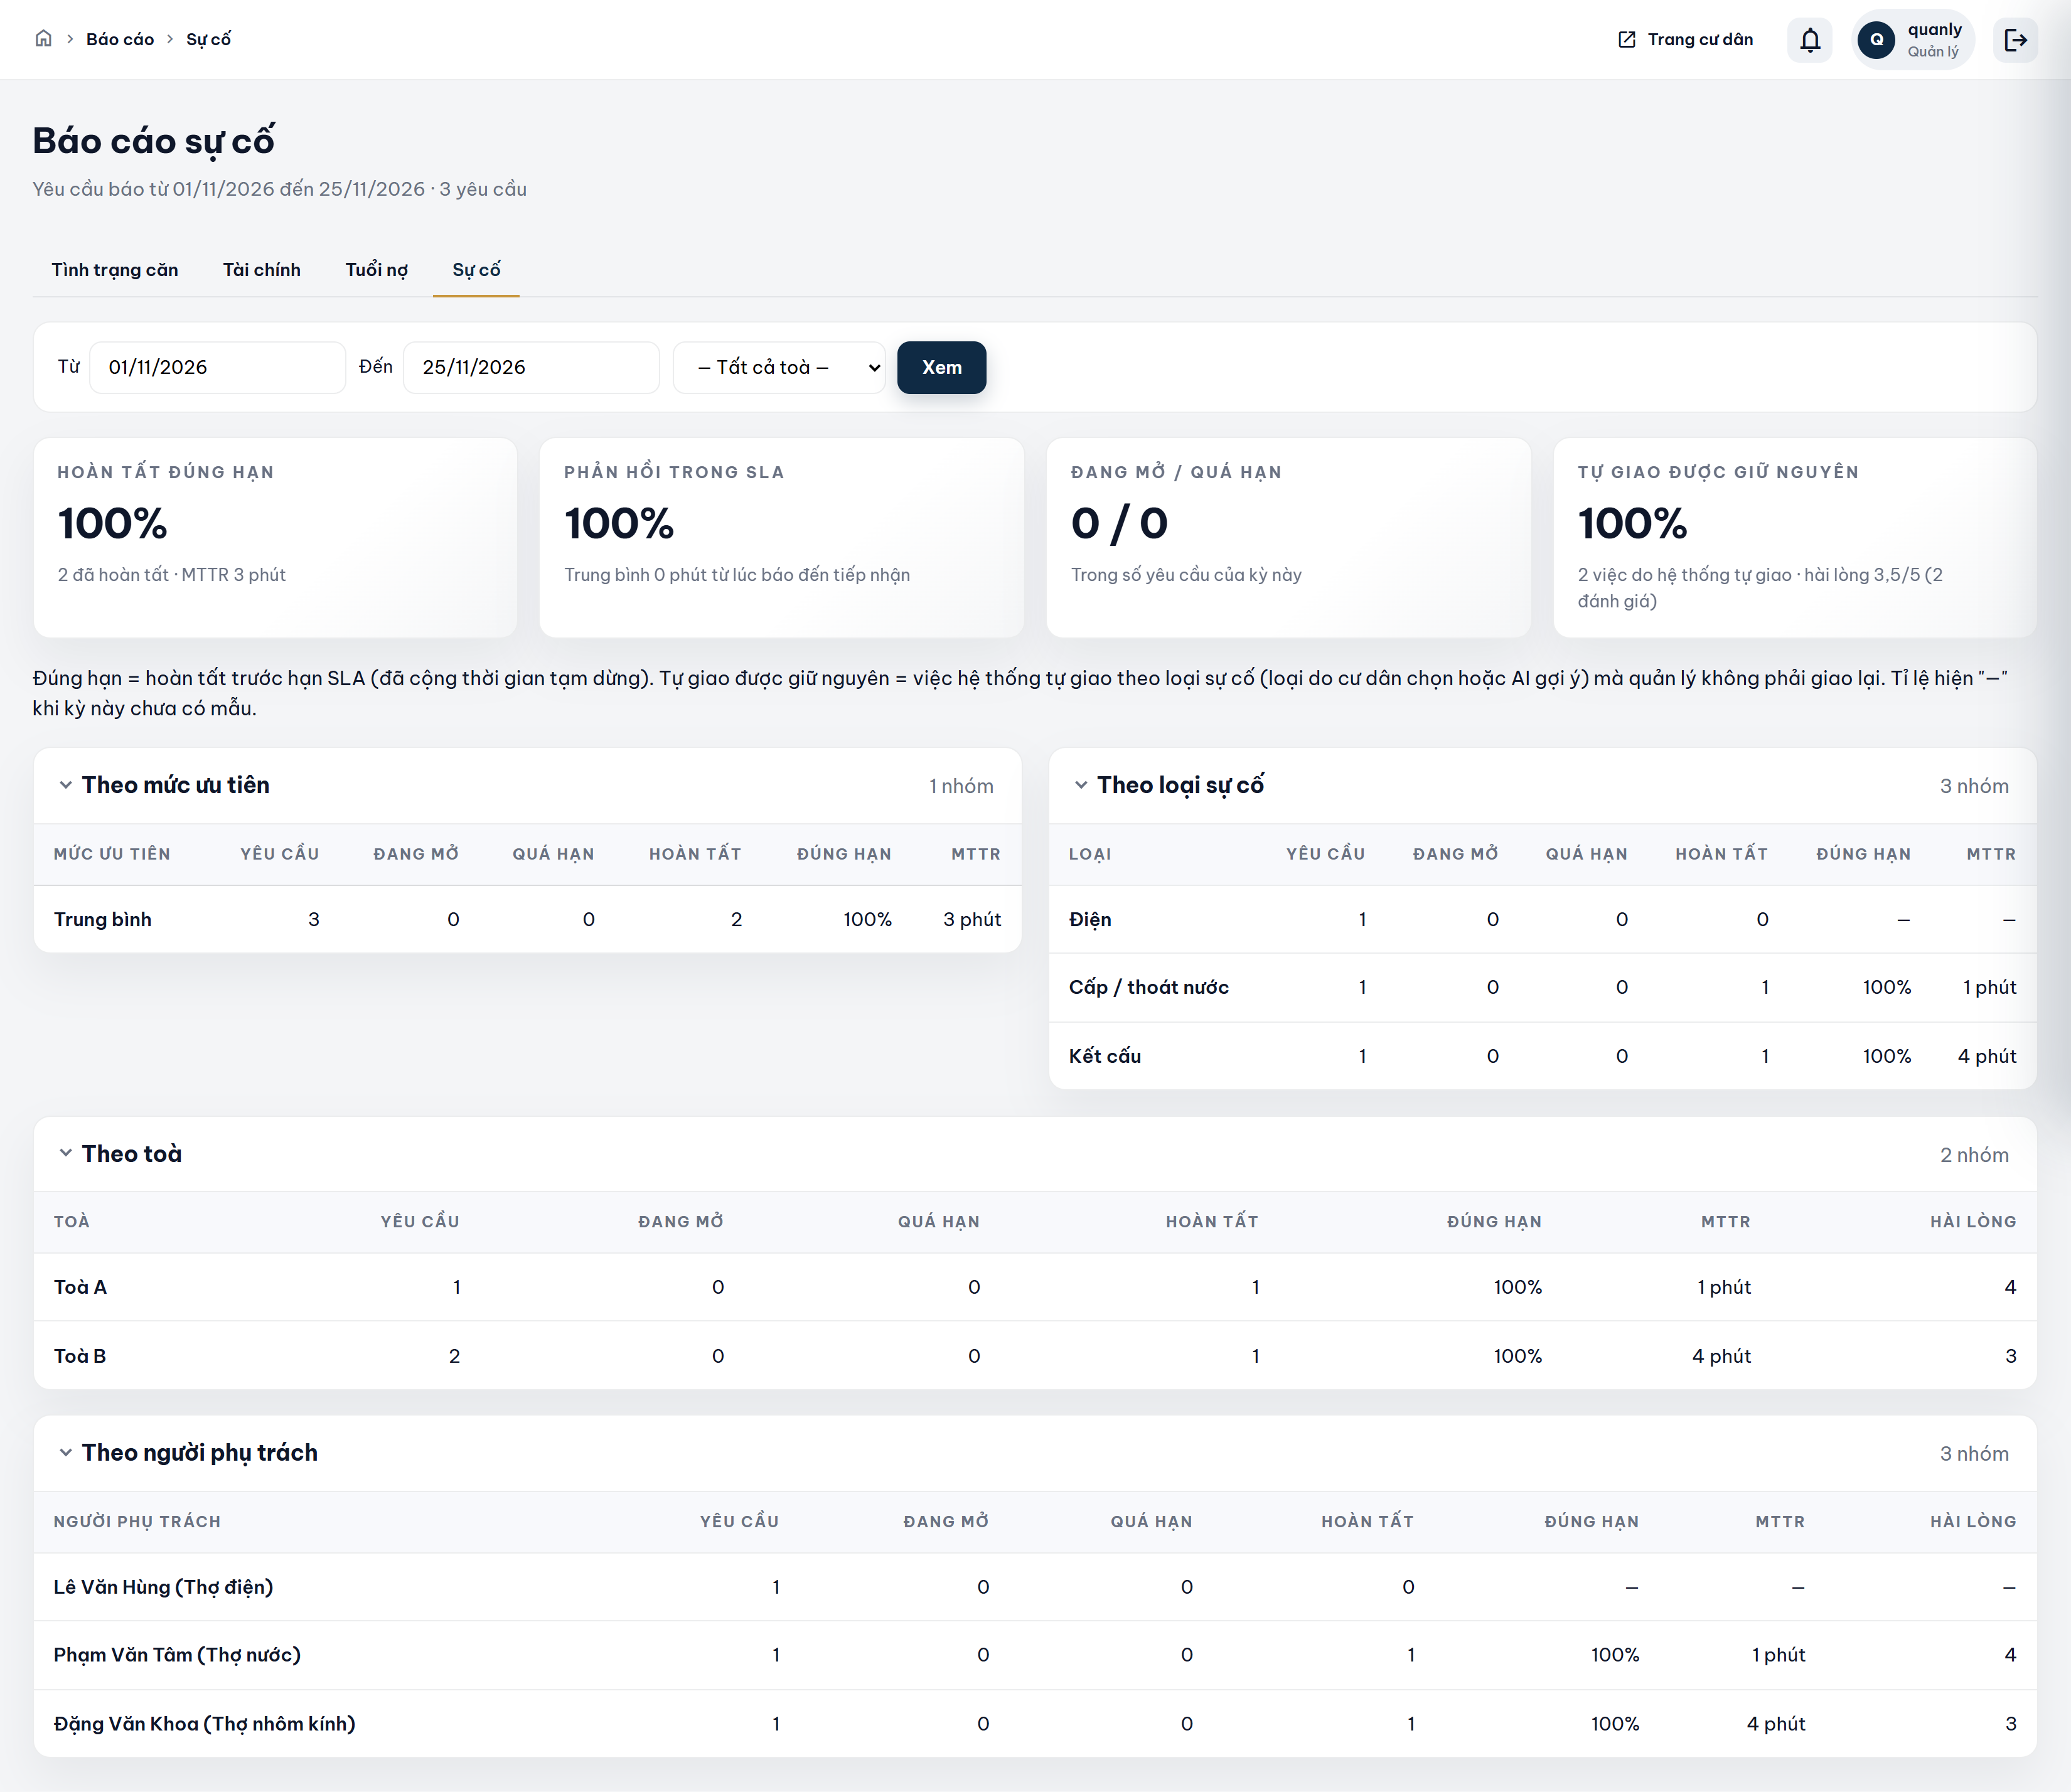 Báo cáo > Sự cố
Trang cư dân
Q
quanly
Quản lý
Báo cáo sự cố
Yêu cầu báo từ 01/11/2026 đến 25/11/2026 · 3 yêu cầu
Tình trạng căn Tài chính Tuổi nợ Sự cố
Từ 01/11/2026 Đến 25/11/2026 — Tất cả toà — Xem
HOÀN TẤT ĐÚNG HẠN
100%
2 đã hoàn tất · MTTR 3 phút
PHẢN HỒI TRONG SLA
100%
Trung bình 0 phút từ lúc báo đến tiếp nhận
ĐANG MỞ / QUÁ HẠN
0 / 0
Trong số yêu cầu của kỳ này
TỰ GIAO ĐƯỢC GIỮ NGUYÊN
100%
2 việc do hệ thống tự giao · hài lòng 3,5/5 (2
đánh giá)
Đúng hạn = hoàn tất trước hạn SLA (đã cộng thời gian tạm dừng). Tự giao được giữ nguyên = việc hệ thống tự giao theo loại sự cố (loại do cư dân chọn hoặc AI gợi ý) mà quản lý không phải giao lại. Tỉ lệ hiện "—"
khi kỳ này chưa có mẫu.
Theo mức ưu tiên 1 nhóm
MỨC ƯU TIÊN YÊU CẦU ĐANG MỞ QUÁ HẠN HOÀN TẤT ĐÚNG HẠN MTTR
Trung bình 3 0 0 2 100% 3 phút
Theo loại sự cố 3 nhóm
LOẠI YÊU CẦU ĐANG MỞ QUÁ HẠN HOÀN TẤT ĐÚNG HẠN MTTR
Điện 1 0 0 0 — —
Cấp / thoát nước 1 0 0 1 100% 1 phút
Kết cấu 1 0 0 1 100% 4 phút
Theo toà 2 nhóm
TOÀ YÊU CẦU ĐANG MỞ QUÁ HẠN HOÀN TẤT ĐÚNG HẠN MTTR HÀI LÒNG
Toà A 1 0 0 1 100% 1 phút 4
Toà B 2 0 0 1 100% 4 phút 3
Theo người phụ trách 3 nhóm
NGƯỜI PHỤ TRÁCH YÊU CẦU ĐANG MỞ QUÁ HẠN HOÀN TẤT ĐÚNG HẠN MTTR HÀI LÒNG
Lê Văn Hùng (Thợ điện) 1 0 0 0 — — —
Phạm Văn Tâm (Thợ nước) 1 0 0 1 100% 1 phút 4
Đặng Văn Khoa (Thợ nhôm kính) 1 0 0 1 100% 4 phút 3